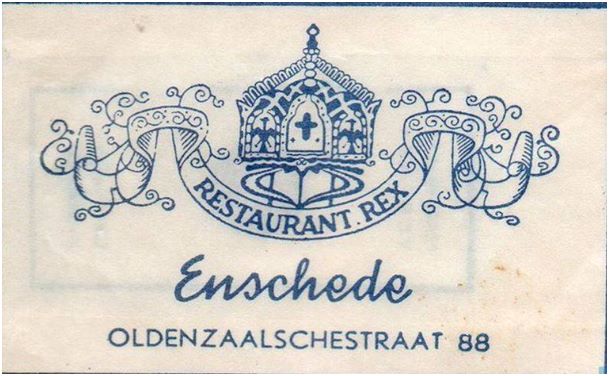 RESTAURANT. REX
Enschede
OLDENZAALSCHESTRAAT 88